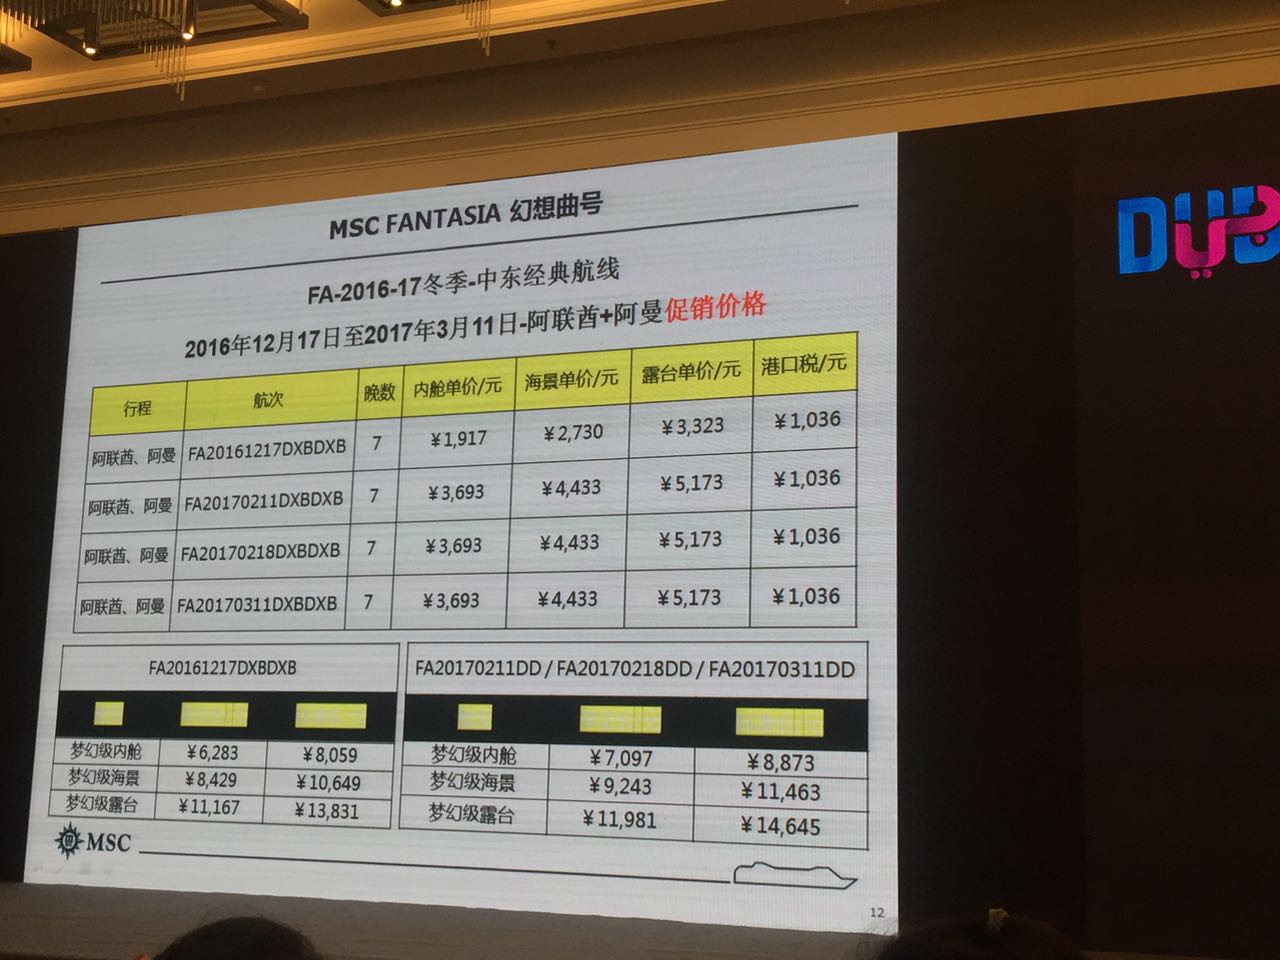 DUB
MSC FANTASIA 幻想曲号
FA-2016-17冬季-中东经典航线
2016年12月17日至2017年3月11日-阿联酋+阿曼促销价格
行程 航次 晚数 内舱单价/元 海景单价/元 露台单价/元 港口税/元
阿联酋、阿曼 FA20161217DXBDXB 7 ¥1,917 ¥2,730 ¥3,323 ¥1,036
阿联酋、阿曼 FA20170211DXBDXB 7 ¥3,693 ¥4,433 ¥5,173 ¥1,036
阿联酋、阿曼 FA20170218DXBDXB 7 ¥3,693 ¥4,433 ¥5,173 ¥1,036
阿联酋、阿曼 FA20170311DXBDXB 7 ¥3,693 ¥4,433 ¥5,173 ¥1,036
FA20161217DXBDXB
梦幻级内舱 ¥6,283 ¥8,059
梦幻级海景 ¥8,429 ¥10,649
梦幻级露台 ¥11,167 ¥13,831
FA20170211DD / FA20170218DD / FA20170311DD
梦幻级内舱 ¥7,097 ¥8,873
梦幻级海景 ¥9,243 ¥11,463
梦幻级露台 ¥11,981 ¥14,645
MSC
12